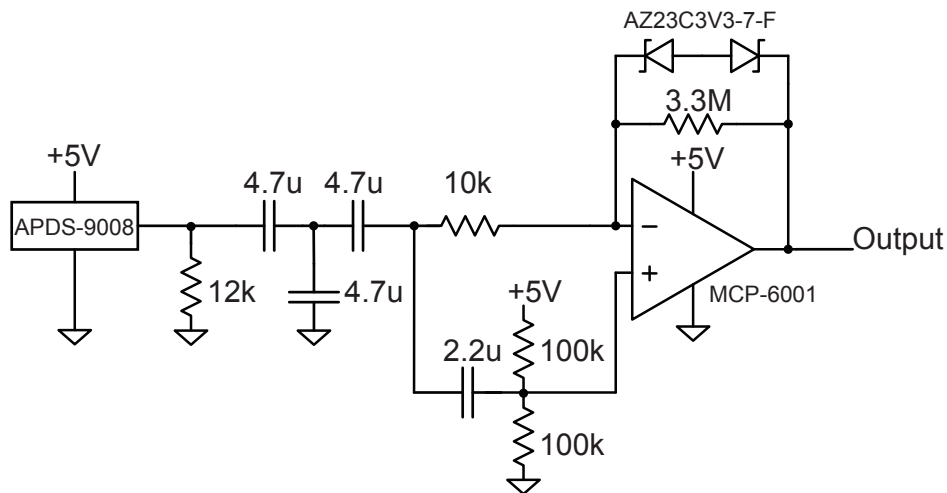 AZ23C3V3-7-F
3.3M
+5V
+5V
4.7u
4.7u
10k
APDS-9008
−
Output
+
12k
4.7u
+5V
MCP-6001
2.2u
100k
100k